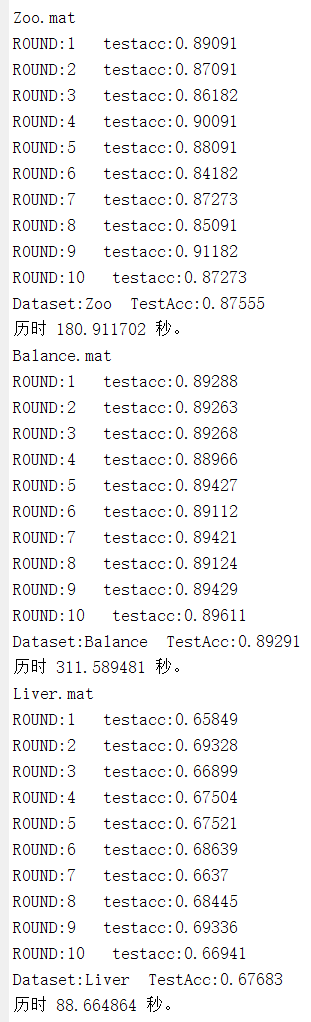 Zoo.mat
ROUND:1   testacc:0.89091
ROUND:2   testacc:0.87091
ROUND:3   testacc:0.86182
ROUND:4   testacc:0.90091
ROUND:5   testacc:0.88091
ROUND:6   testacc:0.84182
ROUND:7   testacc:0.87273
ROUND:8   testacc:0.85091
ROUND:9   testacc:0.91182
ROUND:10   testacc:0.87273
Dataset:Zoo  TestAcc:0.87555
历时 180.911702 秒。
Balance.mat
ROUND:1   testacc:0.89288
ROUND:2   testacc:0.89263
ROUND:3   testacc:0.89268
ROUND:4   testacc:0.88966
ROUND:5   testacc:0.89427
ROUND:6   testacc:0.89112
ROUND:7   testacc:0.89421
ROUND:8   testacc:0.89124
ROUND:9   testacc:0.89429
ROUND:10   testacc:0.89611
Dataset:Balance  TestAcc:0.89291
历时 311.589481 秒。
Liver.mat
ROUND:1   testacc:0.65849
ROUND:2   testacc:0.69328
ROUND:3   testacc:0.66899
ROUND:4   testacc:0.67504
ROUND:5   testacc:0.67521
ROUND:6   testacc:0.68639
ROUND:7   testacc:0.6637
ROUND:8   testacc:0.68445
ROUND:9   testacc:0.69336
ROUND:10   testacc:0.66941
Dataset:Liver  TestAcc:0.67683
历时 88.664864 秒。